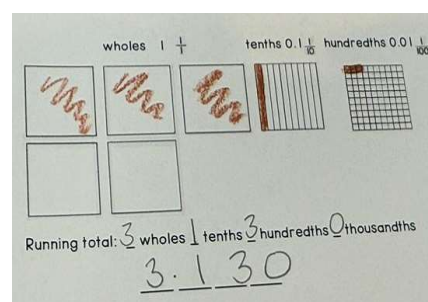 wholes 1 1/1 tenths 0.1 1/10 hundredths 0.01 1/100
Running total: 3 wholes 1 tenths 3 hundredths 0 thousandths
3.130